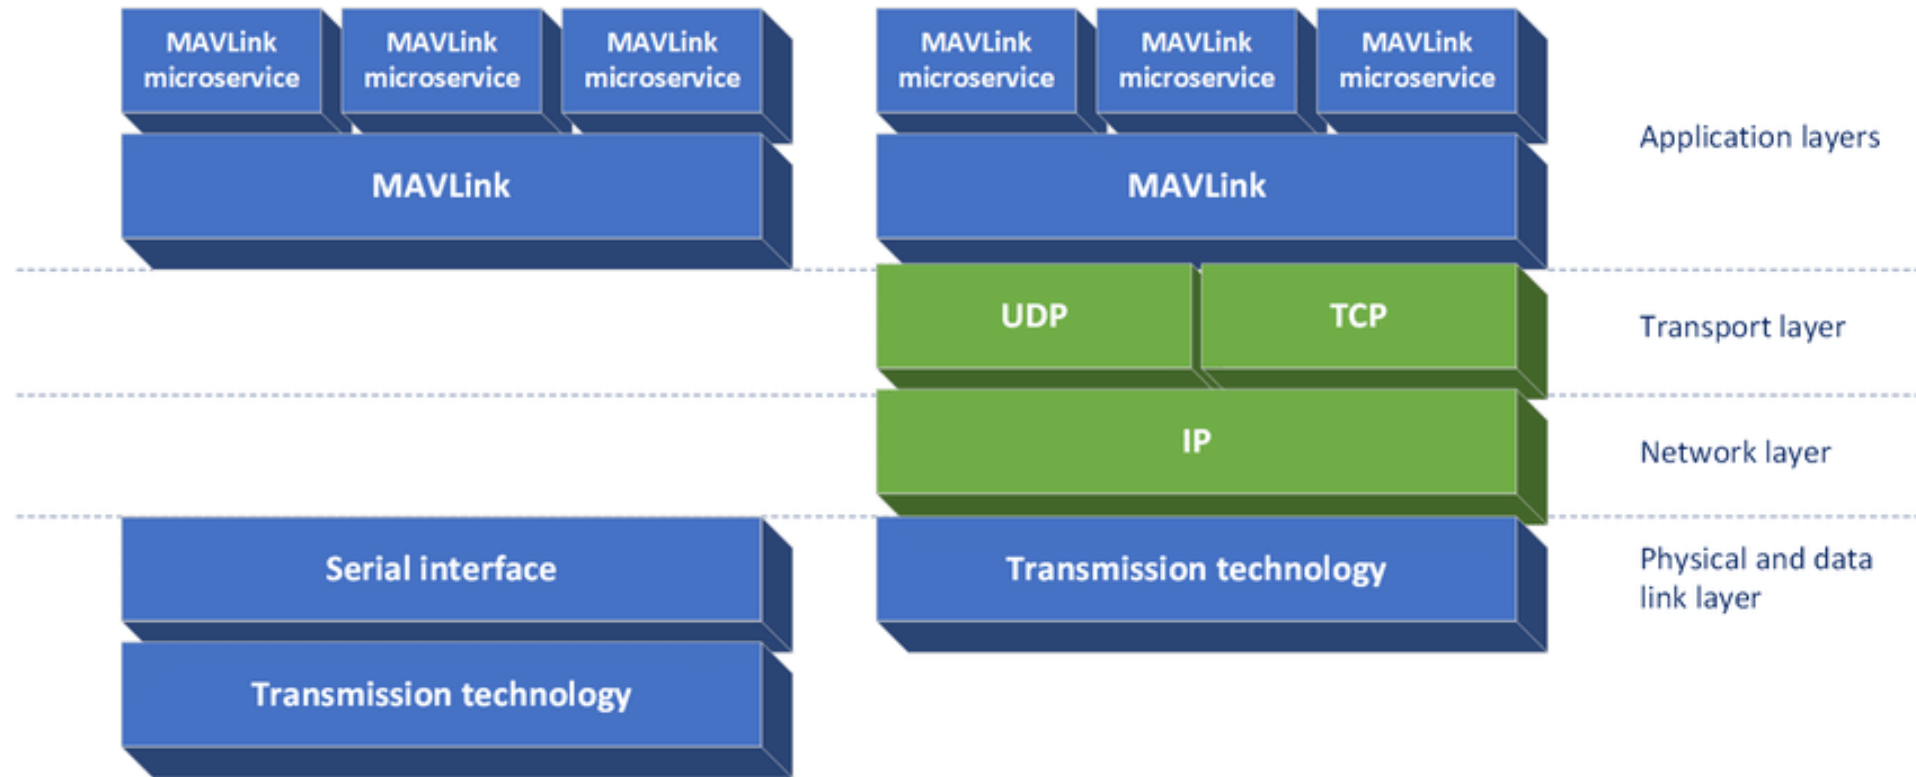 MAVLink
microservice
MAVLink
microservice
MAVLink
microservice
MAVLink
MAVLink
microservice
MAVLink
microservice
MAVLink
microservice
MAVLink
Application layers
UDP
TCP
Transport layer
IP
Network layer
Serial interface
Transmission technology
Transmission technology
Physical and data
link layer